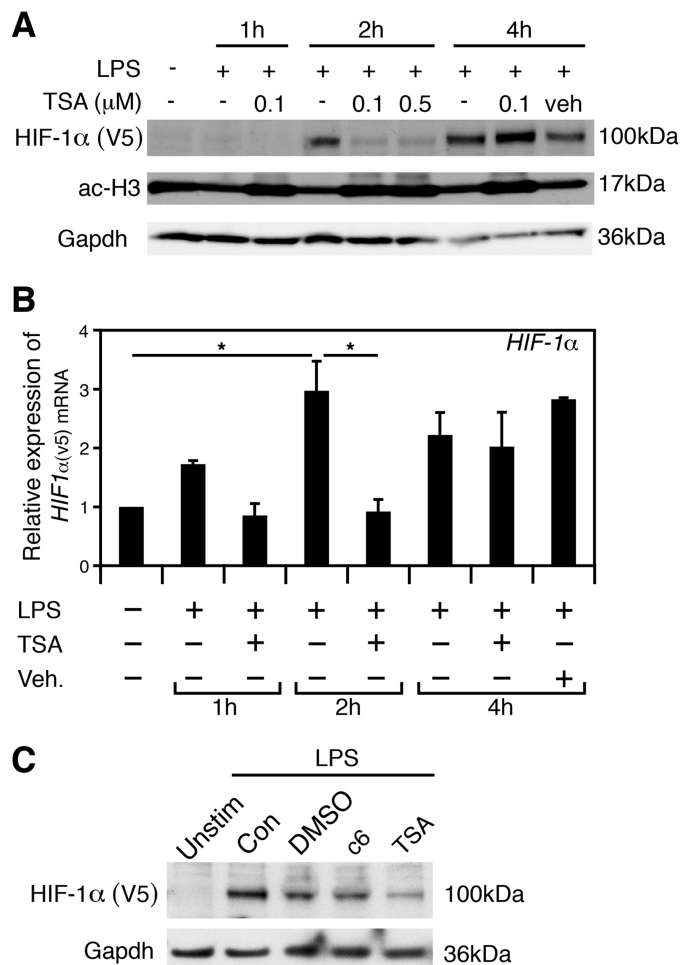 A
1h 2h 4h
LPS - + + + + + + + +
TSA (μM) - - 0.1 - 0.1 0.5 - 0.1 veh
HIF-1α (V5) 100kDa
ac-H3 17kDa
Gapdh 36kDa
B
Relative expression of
HIF1α(v5) mRNA
4
3
2
1
0
* *
HIF-1α
LPS – + + + + + + +
TSA – – + – + – + –
Veh. – – – – – – – +
1h 2h 4h
C
LPS
Unstim Con DMSO c6 TSA
HIF-1α (V5) 100kDa
Gapdh 36kDa